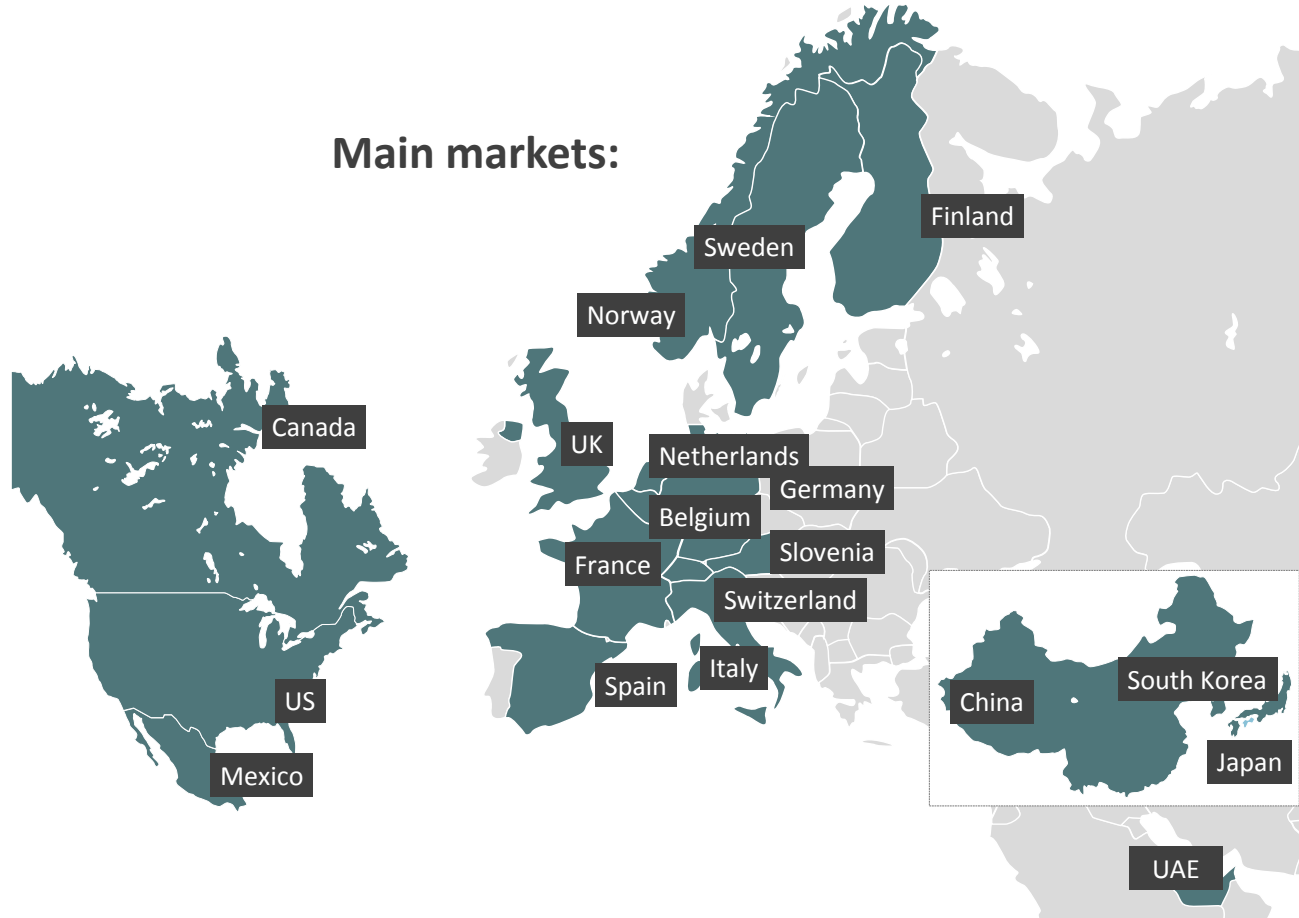 Main markets:
Finland
Sweden
Norway
Canada
UK
Netherlands
Germany
Belgium
Slovenia
France
Switzerland
Italy
Spain
US
Mexico
South Korea
China
Japan
UAE